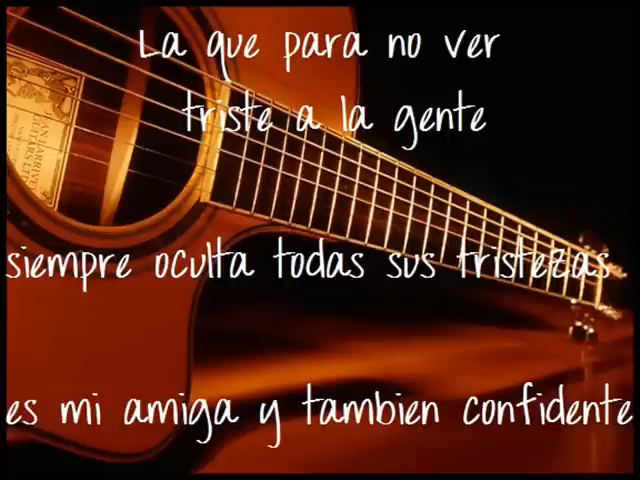 La que para no ver
triste a la gente
siempre oculta todas sus tristezas
es mi amiga y tambien confidente